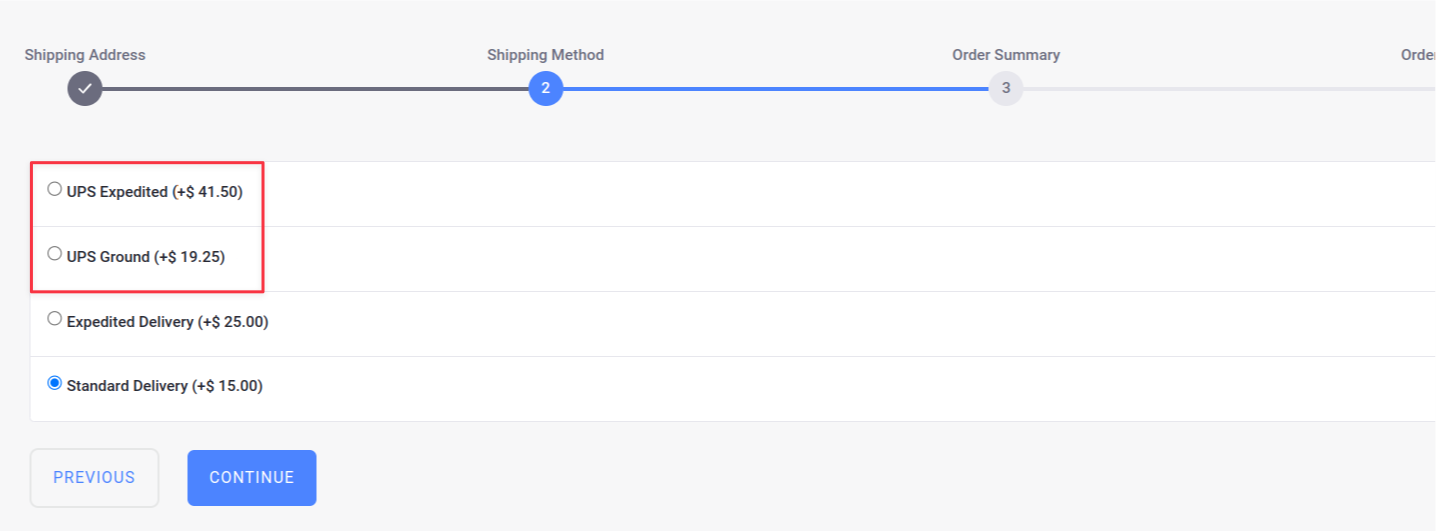 Shipping Address
Shipping Method
Order Summary
Orde
2
3
UPS Expedited (+$ 41.50)
UPS Ground (+$ 19.25)
Expedited Delivery (+$ 25.00)
Standard Delivery (+$ 15.00)
PREVIOUS
CONTINUE